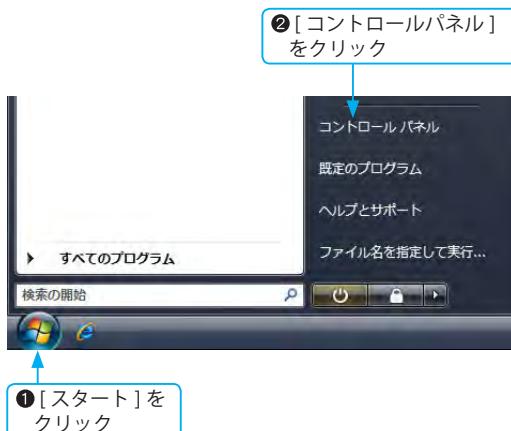 ❷[コントロールパネル]
をクリック
コントロール パネル
既定のプログラム
ヘルプとサポート
ファイル名を指定して実行...
すべてのプログラム
検索の開始
❶[スタート]を
クリック